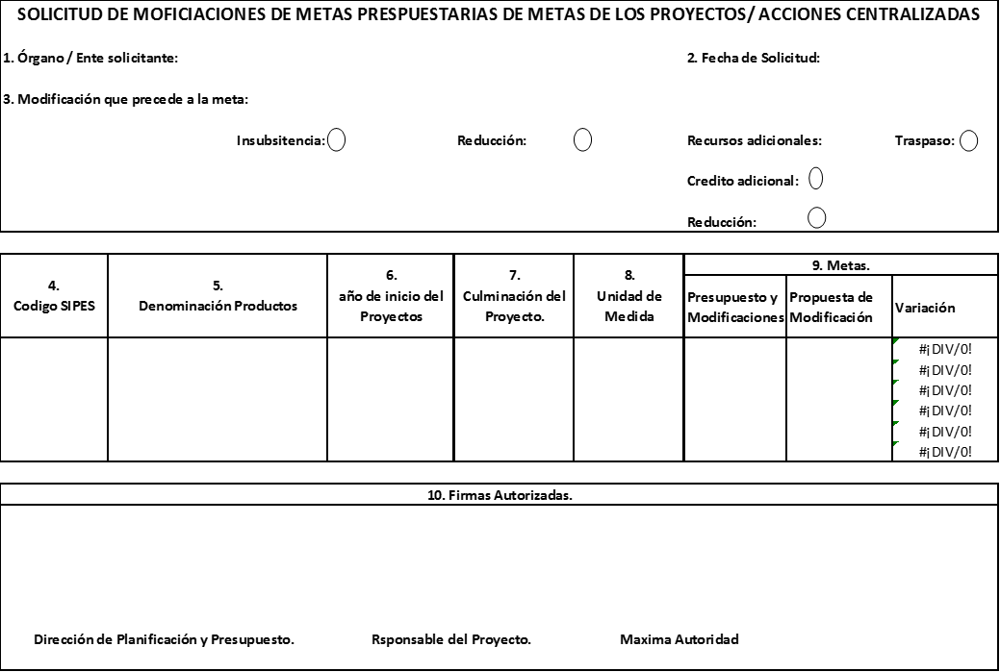 SOLICITUD DE MOFICIACIONES DE METAS PRESPUESTARIAS DE METAS DE LOS PROYECTOS/ ACCIONES CENTRALIZADAS
1. Órgano / Ente solicitante:
2. Fecha de Solicitud:
3. Modificación que precede a la meta:
Insubsitencia:
Reducción:
Recursos adicionales:
Traspaso:
Credito adicional:
Reducción:
4.
Codigo SIPES
5.
Denominación Productos
6.
año de inicio del
Proyectos
7.
Culminación del
Proyecto.
8.
Unidad de
Medida
9. Metas.
Presupuesto y
Modificaciones
Propuesta de
Modificación
Variación
#¡DIV/0!
#¡DIV/0!
#¡DIV/0!
#¡DIV/0!
#¡DIV/0!
#¡DIV/0!
10. Firmas Autorizadas.
Dirección de Planificación y Presupuesto.
Rsponsable del Proyecto.
Maxima Autoridad